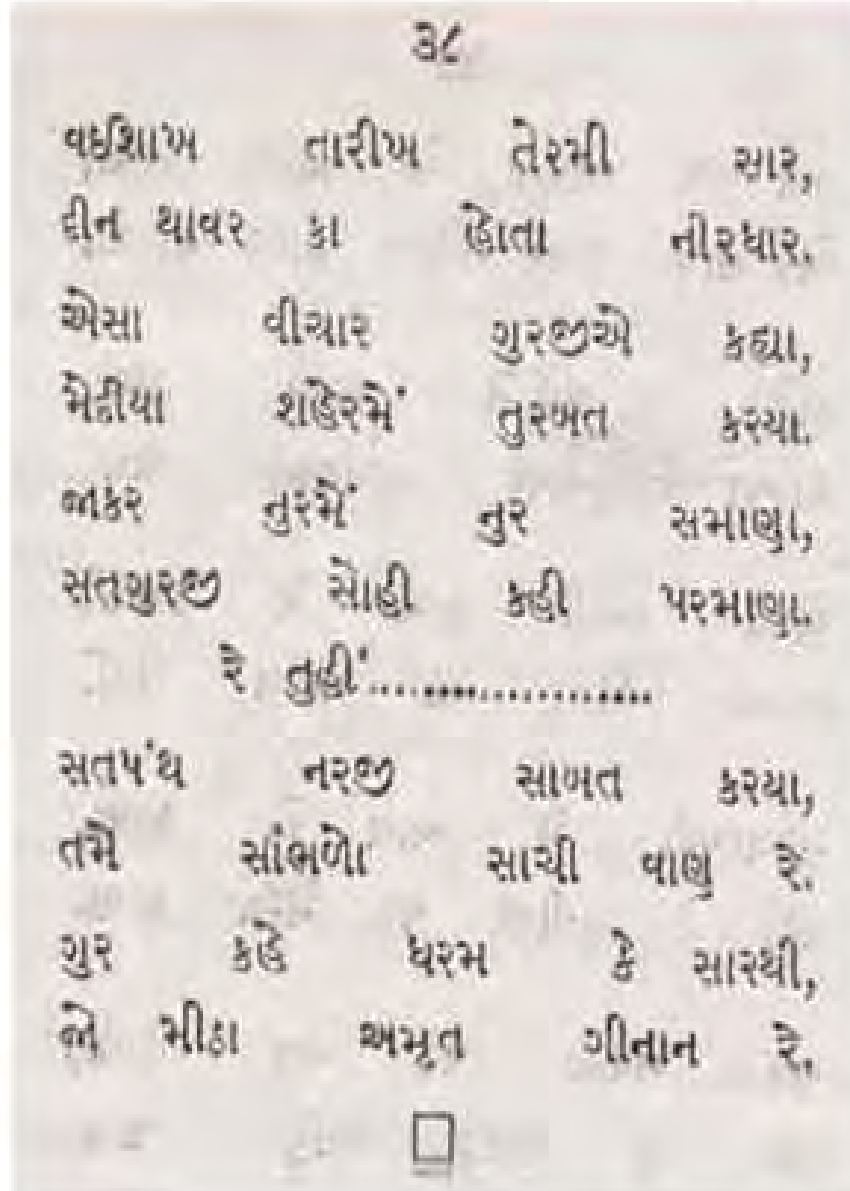 ૩૮
વઇશાખ તારીખ તેરમી સાર,
દીન થાવર કા હોતા નીરધાર.
એસા વીચાર ગુરજીએ કહ્યા,
મેદીયા શહેરમેં તુરબત કરયા.
જાકર નુરમેં નુર સમાણા,
સતગુરજી સોહી કહી પરમાણા.
રે તુહીં.....................
સતપંથ નરજી સાબત કરયા,
તમે સાંભળો સાચી વાણ રે.
ગુર કહે ધરમ કે સારથી,
જો મીઠા અમૃત ગીનાન રે.